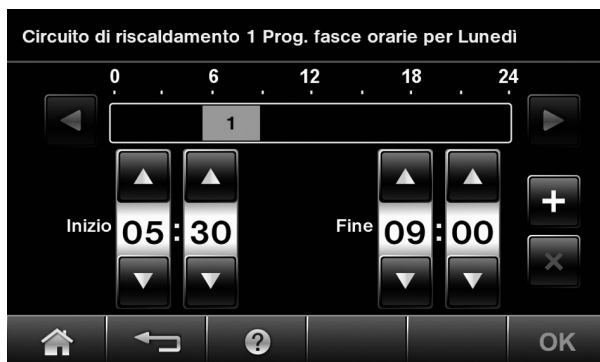 Circuito di riscaldamento 1 Prog. fasce orarie per Lunedì
0 6 12 18 24
1
Inizio 05:30 Fine 09:00 +
×
? OK